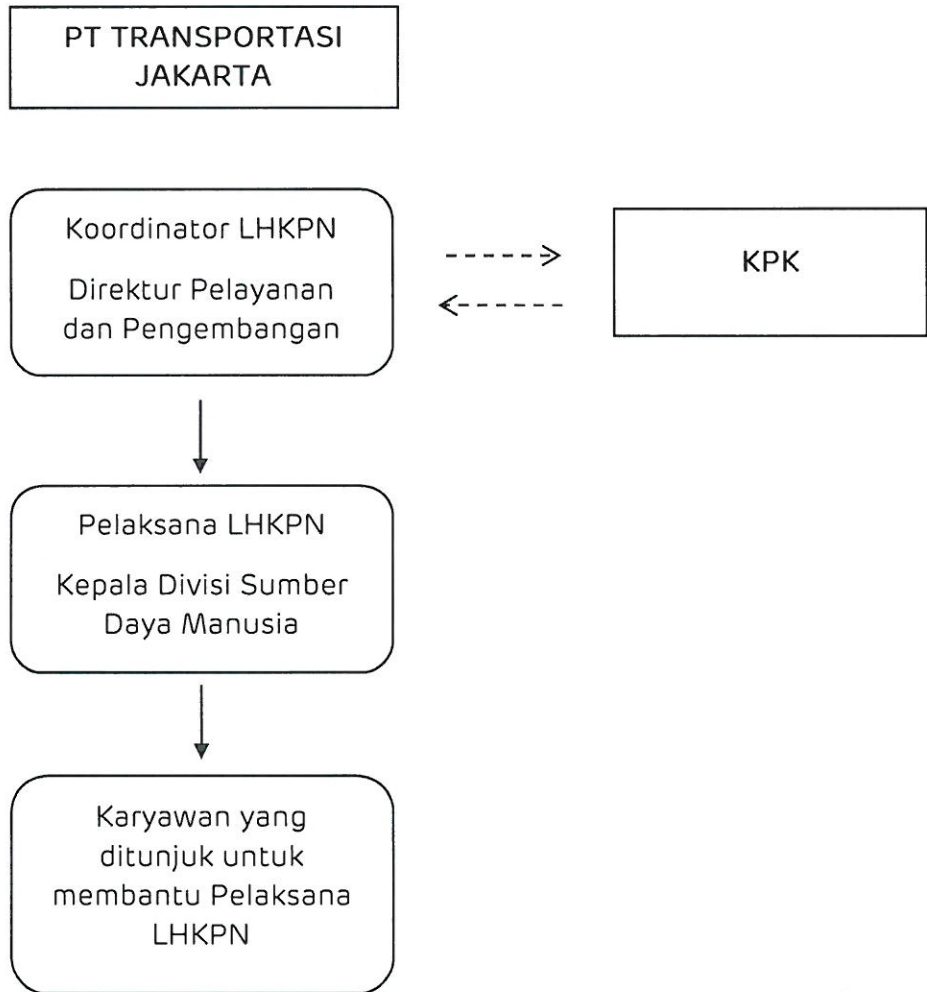 PT TRANSPORTASI
JAKARTA
Koordinator LHKPN
Direktur Pelayanan
dan Pengembangan
KPK
Pelaksana LHKPN
Kepala Divisi Sumber
Daya Manusia
Karyawan yang
ditunjuk untuk
membantu Pelaksana
LHKPN